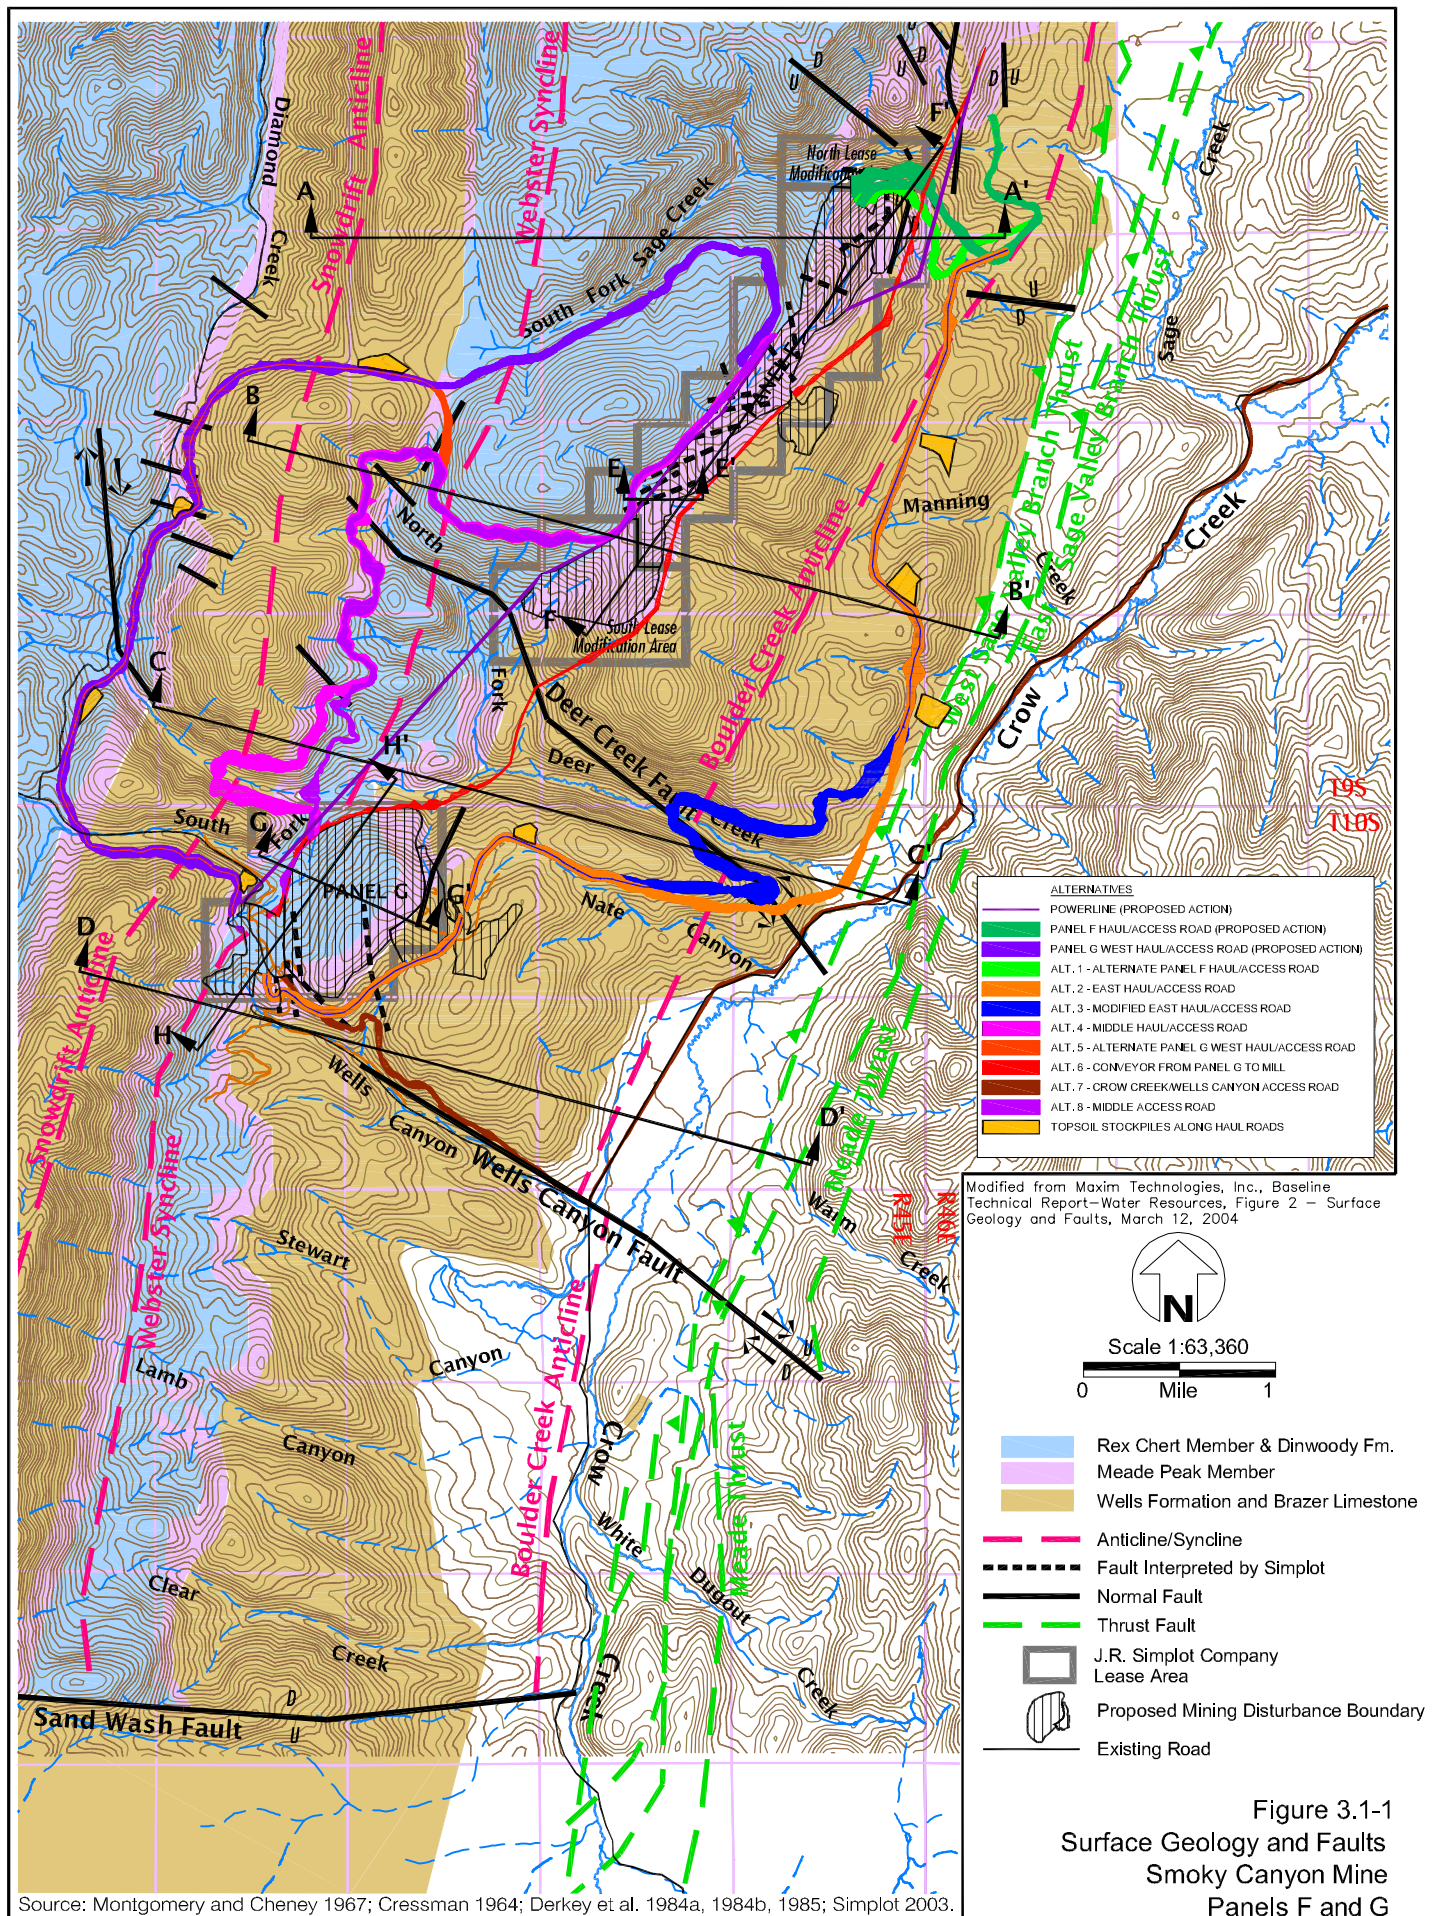 Diamond
Creek
Snowdrift Anticline
Webster Syncline
South Fork Sage Creek
North Lease
D
U
U
D
U
D
D
U
F'
A
A'
Creek
Sage
U
D
West Sage Valley Branch Thrust
East Sage Valley Branch Thrust
B
E
E'
Manning
Creek
North
Fork
B'
F
South Lease
Modification Area
Boulder Creek Anticline
Crow
Creek
C
Deer Creek Fault
Deer
Creek
H'
South
Fork
G
G'
PANEL G
C'
Nate
Canyon
D
H
Snowdrift Anticline
Webster Syncline
Wells
Canyon
Wells Canyon Fault
D'
Meade Thrust
Warm
Creek
Stewart
Canyon
Boulder Creek Anticline
U
D
Lamb
Canyon
Crow
Creek
White
Dugout
Creek
Meade Thrust
Clear
Creek
D
U
Sand Wash Fault
T9S
T10S
R45E
R46E
ALTERNATIVES
POWERLINE (PROPOSED ACTION)
PANEL F HAUL/ACCESS ROAD (PROPOSED ACTION)
PANEL G WEST HAUL/ACCESS ROAD (PROPOSED ACTION)
ALT. 1 - ALTERNATE PANEL F HAUL/ACCESS ROAD
ALT. 2 - EAST HAUL/ACCESS ROAD
ALT. 3 - MODIFIED EAST HAUL/ACCESS ROAD
ALT. 4 - MIDDLE HAUL/ACCESS ROAD
ALT. 5 - ALTERNATE PANEL G WEST HAUL/ACCESS ROAD
ALT. 6 - CONVEYOR FROM PANEL G TO MILL
ALT. 7 - CROW CREEK/WELLS CANYON ACCESS ROAD
ALT. 8 - MIDDLE ACCESS ROAD
TOPSOIL STOCKPILES ALONG HAUL ROADS
Modified from Maxim Technologies, Inc., Baseline
Technical Report–Water Resources, Figure 2 – Surface
Geology and Faults, March 12, 2004
N
Scale 1:63,360
0 Mile 1
Rex Chert Member & Dinwoody Fm.
Meade Peak Member
Wells Formation and Brazer Limestone
Anticline/Syncline
Fault Interpreted by Simplot
Normal Fault
Thrust Fault
J.R. Simplot Company
Lease Area
Proposed Mining Disturbance Boundary
Existing Road
Figure 3.1-1
Surface Geology and Faults
Smoky Canyon Mine
Panels F and G
Source: Montgomery and Cheney 1967; Cressman 1964; Derkey et al. 1984a, 1984b, 1985; Simplot 2003.